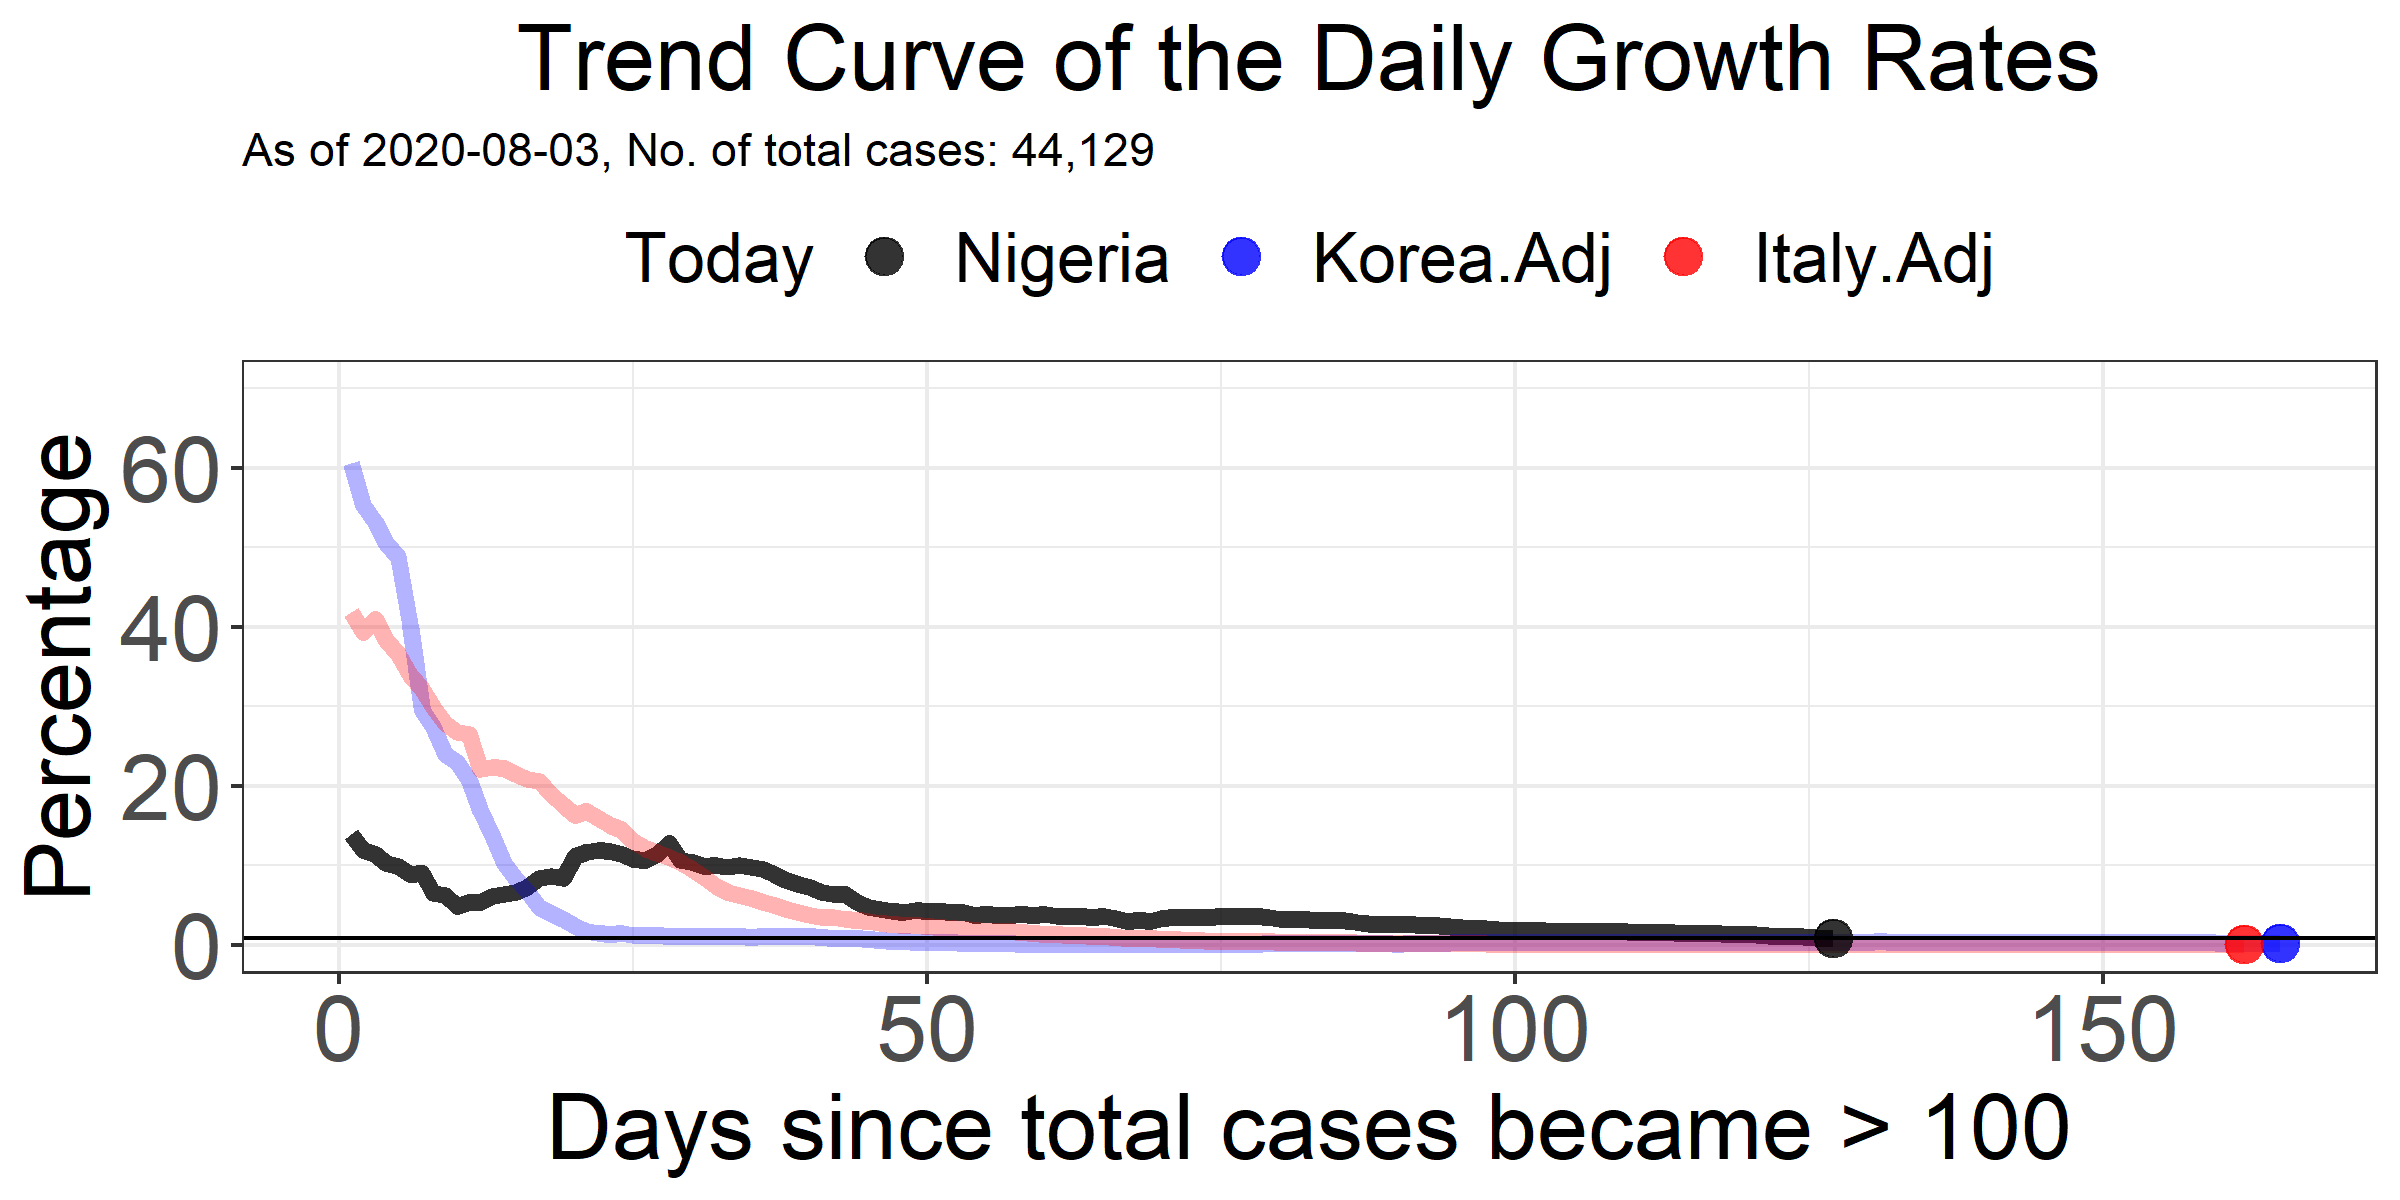 Trend Curve of the Daily Growth Rates
As of 2020-08-03, No. of total cases: 44,129
Today Nigeria Korea.Adj Italy.Adj
Percentage
60
40
20
0
0 50 100 150
Days since total cases became > 100